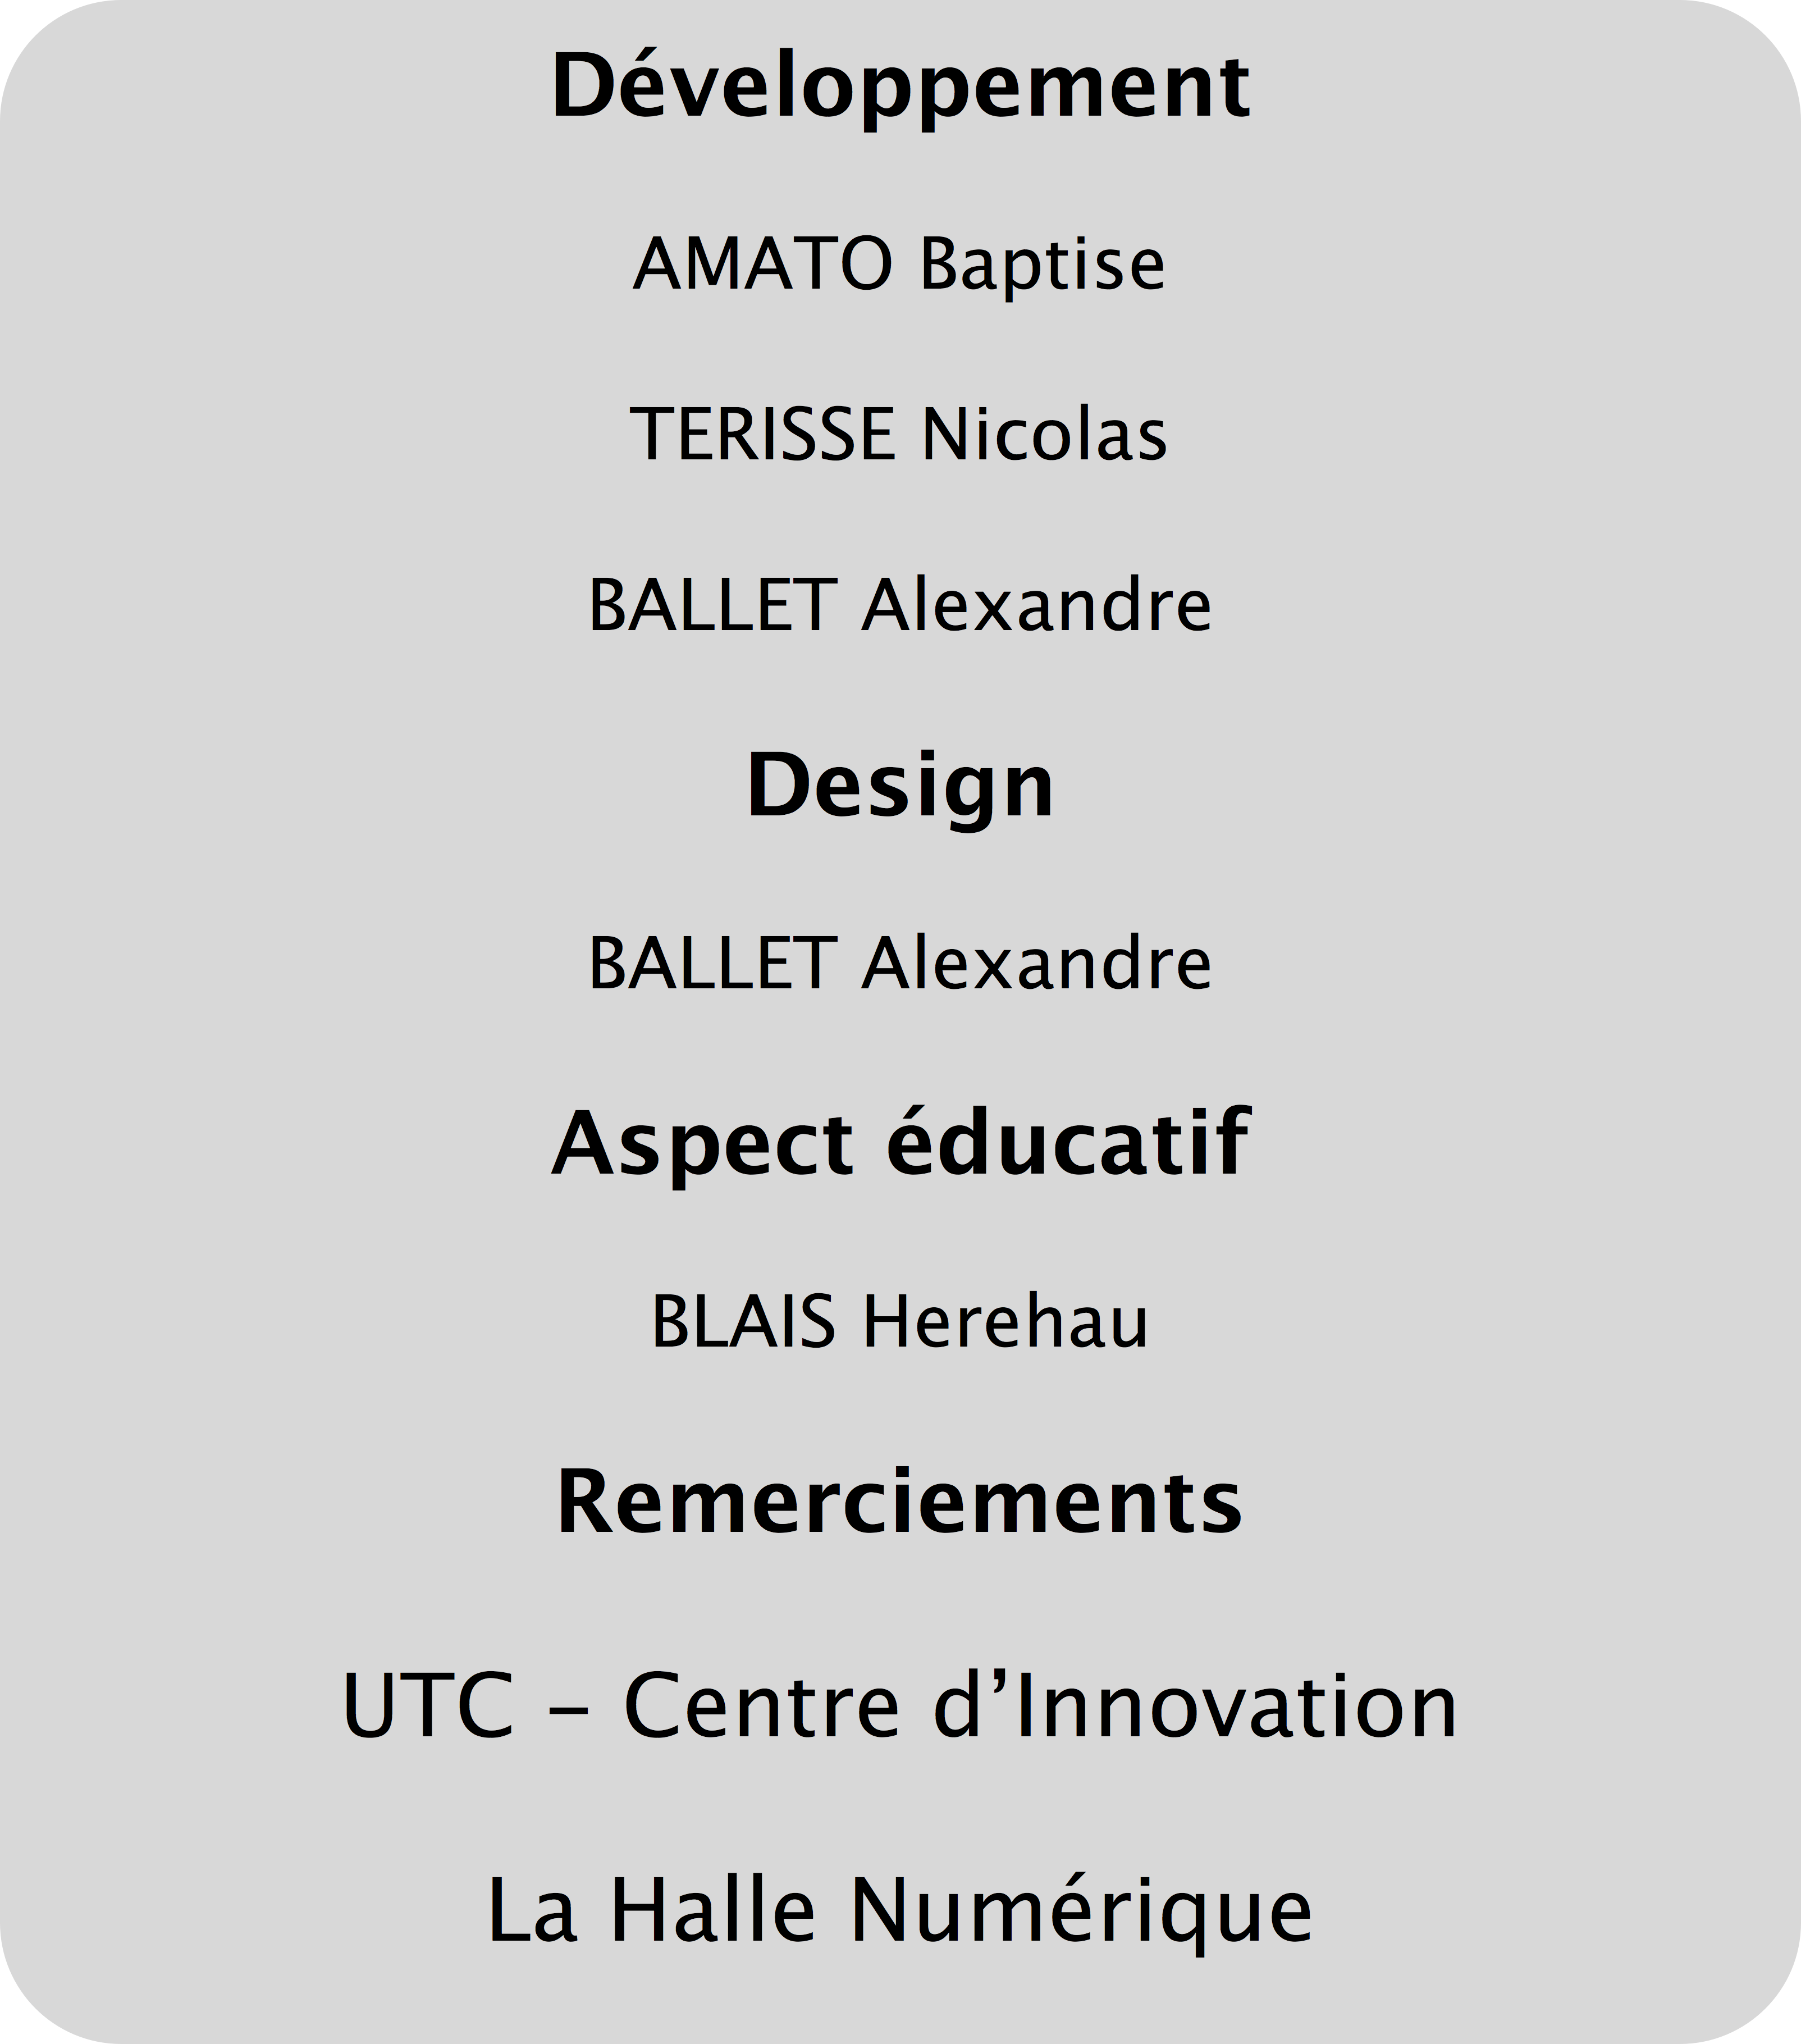 Développement
AMATO Baptise
TERISSE Nicolas
BALLET Alexandre
Design
BALLET Alexandre
Aspect éducatif
BLAIS Herehau
Remerciements
UTC – Centre d’Innovation
La Halle Numérique